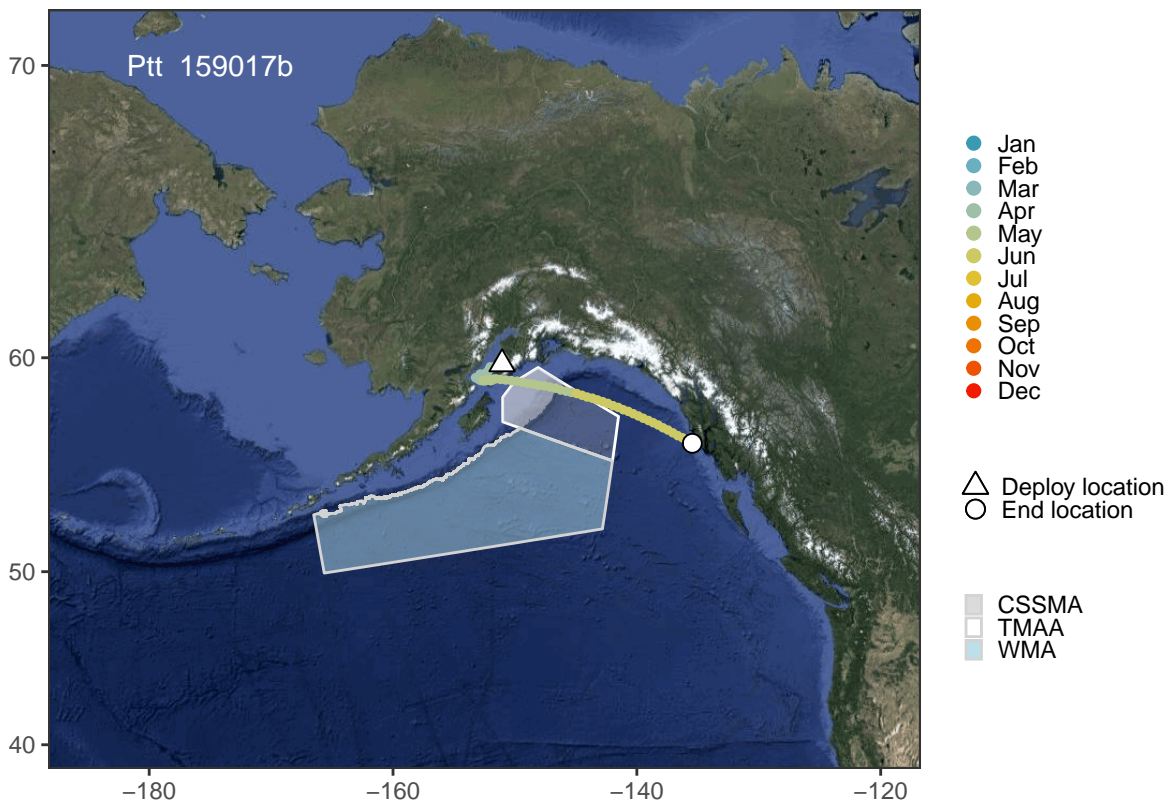 Ptt 159017b
70
60
50
40
−180
−160
−140
−120
Jan
Feb
Mar
Apr
May
Jun
Jul
Aug
Sep
Oct
Nov
Dec
Deploy location
End location
CSSMA
TMAA
WMA